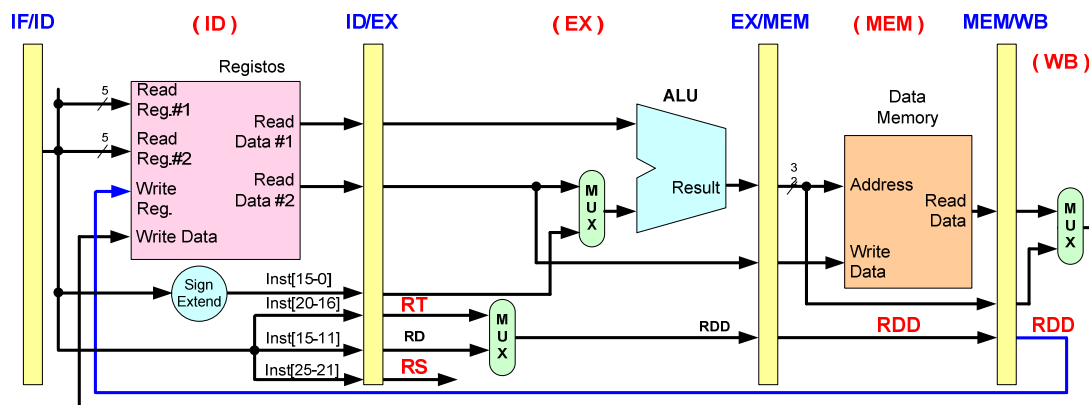 IF/ID
( ID )
ID/EX
( EX )
EX/MEM
( MEM )
MEM/WB
( WB )
Registos
5
Read
Reg.#1
5
Read
Reg.#2
Write
Reg.
Write Data
Read
Data #1
Read
Data #2
Sign
Extend
Inst[15-0]
Inst[20-16]
Inst[15-11]
Inst[25-21]
RT
RD
RS
MUX
MUX
ALU
Result
RDD
32
Data
Memory
Address
Read
Data
Write
Data
RDD
MUX
RDD